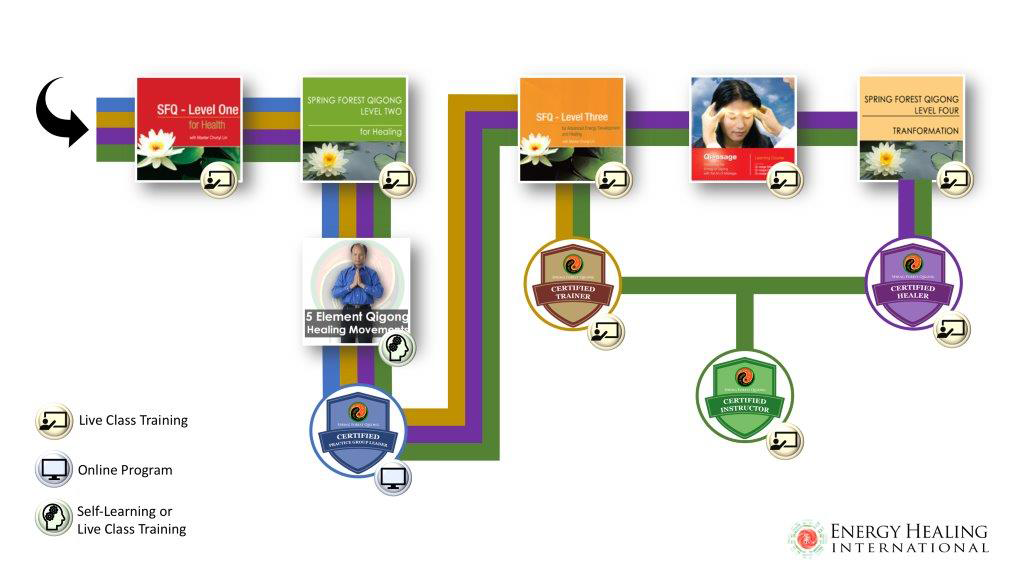 SFQ - Level One
for Health
with Master Chunyi Lin
SPRING FOREST QIGONG
LEVEL TWO
for Healing
SFQ - Level Three
for Advanced Energy Development
and Healing
with Master Chunyi Lin
Qi-ssage
Learning Course
SPRING FOREST QIGONG
LEVEL FOUR
TRANFORMATION
5 Element Qigong
Healing Movements
SPRING FOREST QIGONG
CERTIFIED
TRAINER
SPRING FOREST QIGONG
CERTIFIED
HEALER
SPRING FOREST QIGONG
CERTIFIED
INSTRUCTOR
SPRING FOREST QIGONG
CERTIFIED
PRACTICE GROUP LEADER
Live Class Training
Online Program
Self-Learning or
Live Class Training
ENERGY HEALING
INTERNATIONAL